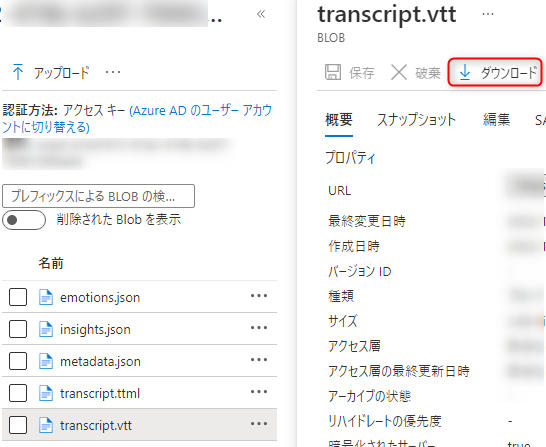 «
アップロード ···
認証方法: アクセス キー (Azure AD のユーザー アカウ
ントに切り替える)
プレフィックスによる BLOB の検...
削除された Blob を表示
名前
emotions.json ···
insights.json ···
metadata.json ···
transcript.ttml ···
transcript.vtt ···
transcript.vtt ···
BLOB
保存 破棄 ダウンロード
概要 スナップショット 編集
プロパティ
URL
最終変更日時
作成日時
バージョン ID
種類
サイズ
アクセス層
アクセス層の最終更新日時
アーカイブの状態
リハイドレートの優先度 -
暗号化されたサーバー true